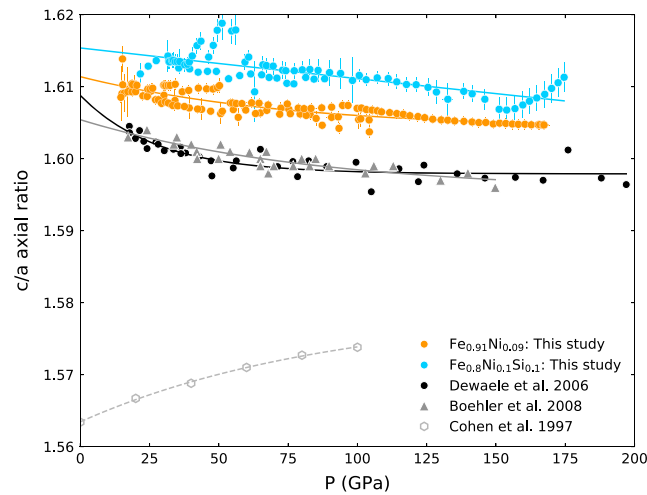 1.62
1.61
1.60
1.59
1.58
1.57
1.56
c/a axial ratio
Fe0.91Ni0.09: This study
Fe0.8Ni0.1Si0.1: This study
Dewaele et al. 2006
Boehler et al. 2008
Cohen et al. 1997
0 25 50 75 100 125 150 175 200
P (GPa)